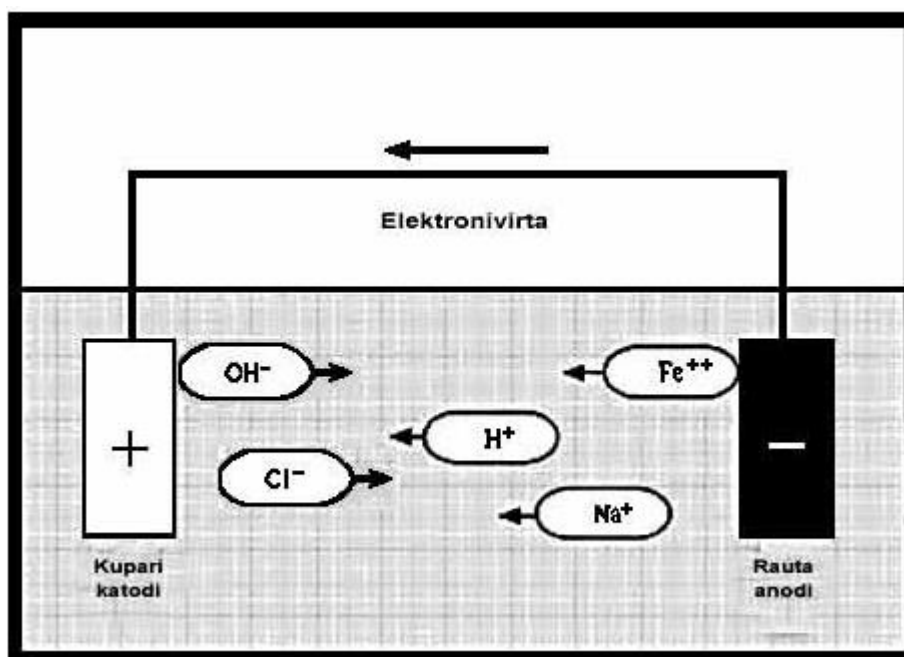 Elektronivirta
OH⁻
Fe⁺⁺
H⁺
Cl⁻
Na⁺
+
−
Kupari
katodi
Rauta
anodi